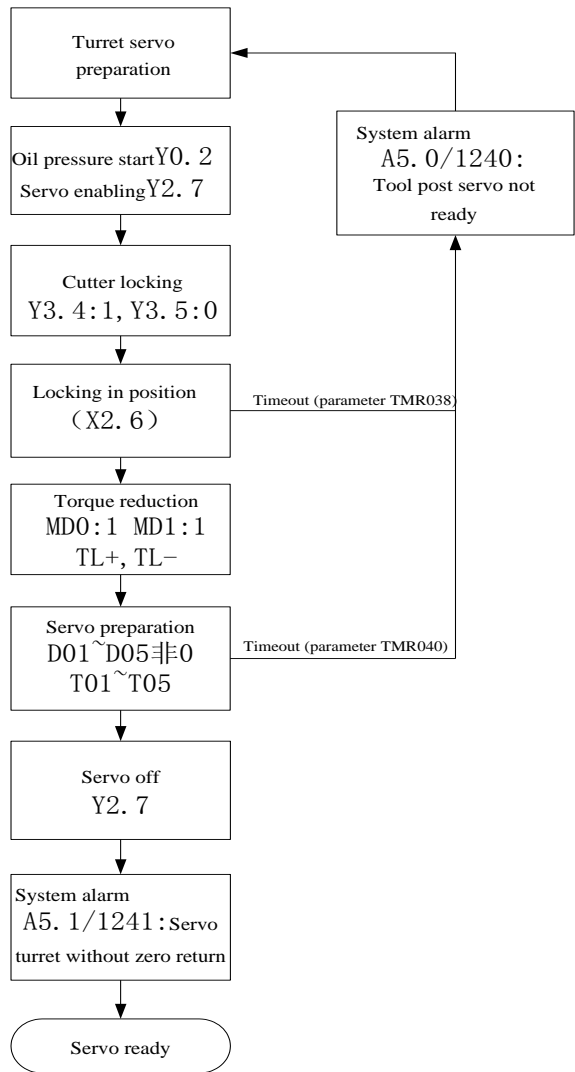 Turret servo
preparation
Oil pressure start Y0.2
Servo enabling Y2.7
Cutter locking
Y3.4:1, Y3.5:0
Locking in position
(X2.6)
Timeout (parameter TMR038)
System alarm
A5.0/1240:
Tool post servo not
ready
Torque reduction
MD0:1 MD1:1
TL+, TL-
Servo preparation
D01~D05非0
T01~T05
Timeout (parameter TMR040)
Servo off
Y2.7
System alarm
A5.1/1241:Servo
turret without zero return
Servo ready